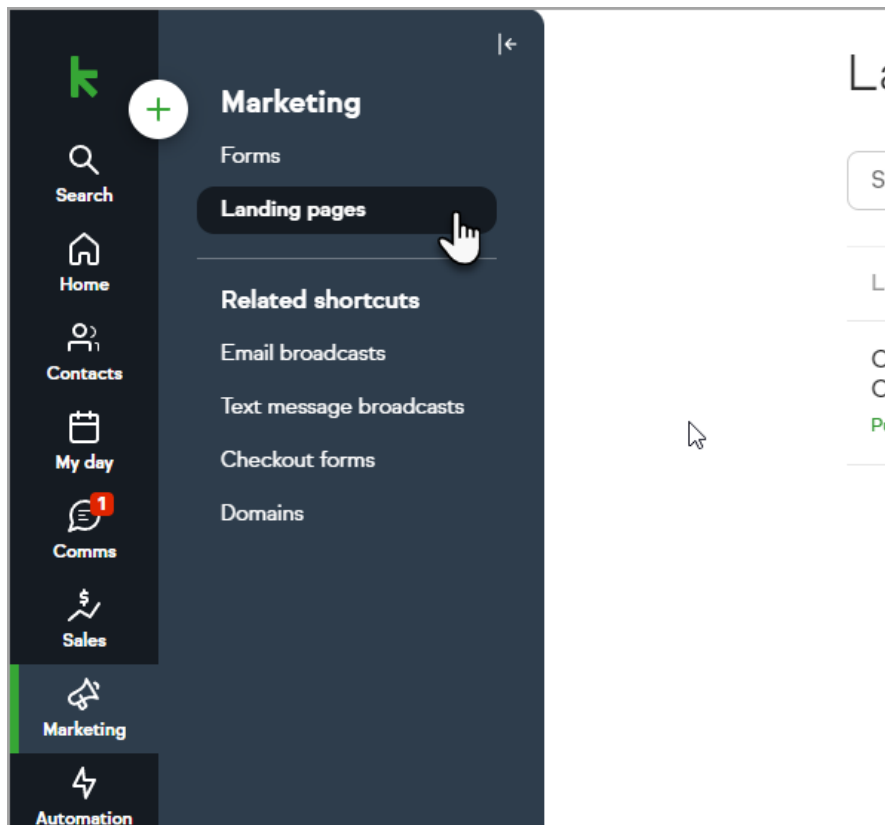 Search
Home
Contacts
My day
1
Comms
Sales
Marketing
Automation
Marketing
Forms
Landing pages
Related shortcuts
Email broadcasts
Text message broadcasts
Checkout forms
Domains